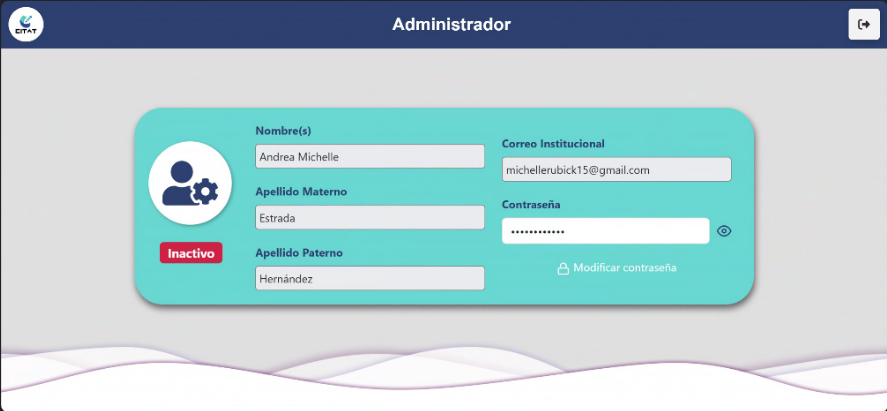 EITAT
Administrador
Nombre(s)
Andrea Michelle
Apellido Materno
Estrada
Apellido Paterno
Hernández
Inactivo
Correo Institucional
michellerubick15@gmail.com
Contraseña
••••••••••••
Modificar contraseña